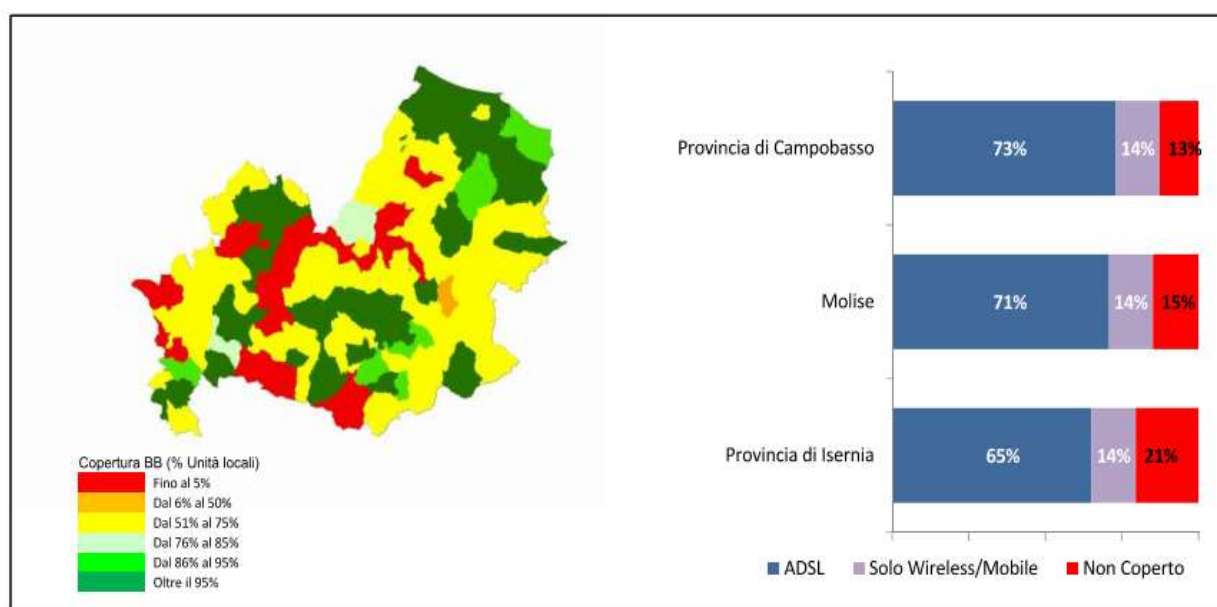 Copertura BB (% Unità locali)
Fino al 5%
Dal 6% al 50%
Dal 51% al 75%
Dal 76% al 85%
Dal 86% al 95%
Oltre il 95%
Provincia di Campobasso
73%
14%
13%
Molise
71%
14%
15%
Provincia di Isernia
65%
14%
21%
ADSL
Solo Wireless/Mobile
Non Coperto